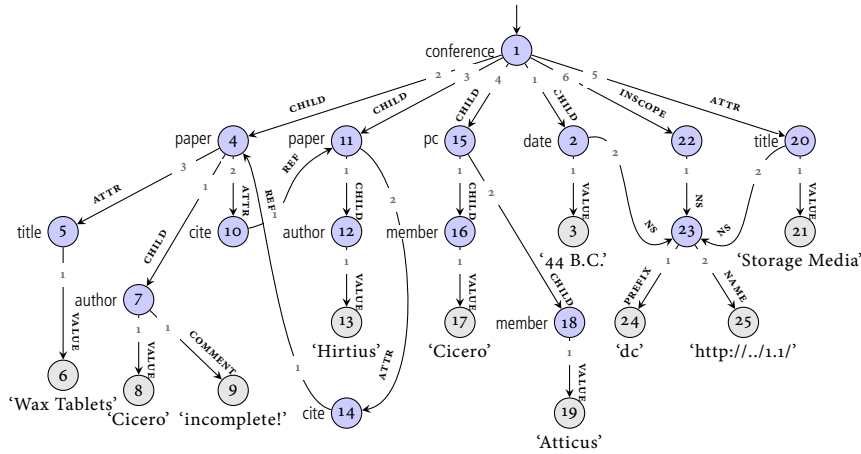 conference 1
2 3 4 1 6 5
CHILD CHILD CHILD CHILD INSCOPE ATTR
paper 4 paper 11 pc 15 date 2 22 title 20
3 1 2 REF 1 2 1 2 1 2 1 1 2 1
ATTR CHILD ATTR REF 1 CHILD CHILD VALUE NS NS NS VALUE
title 5 cite 10 author 12 member 16 3 23 21
'44 B.C.' 'Storage Media'
1 1 1 1 2
VALUE VALUE CHILD PREFIX NAME
author 7 13 17 member 18 24 25
'Hirtius' 'Cicero' 'dc' 'http://../1.1/'
1 1 VALUE COMMENT 1 ATTR 1 VALUE
6 8 9 cite 14 19
'Wax Tablets' 'Cicero' 'incomplete!' 'Atticus'